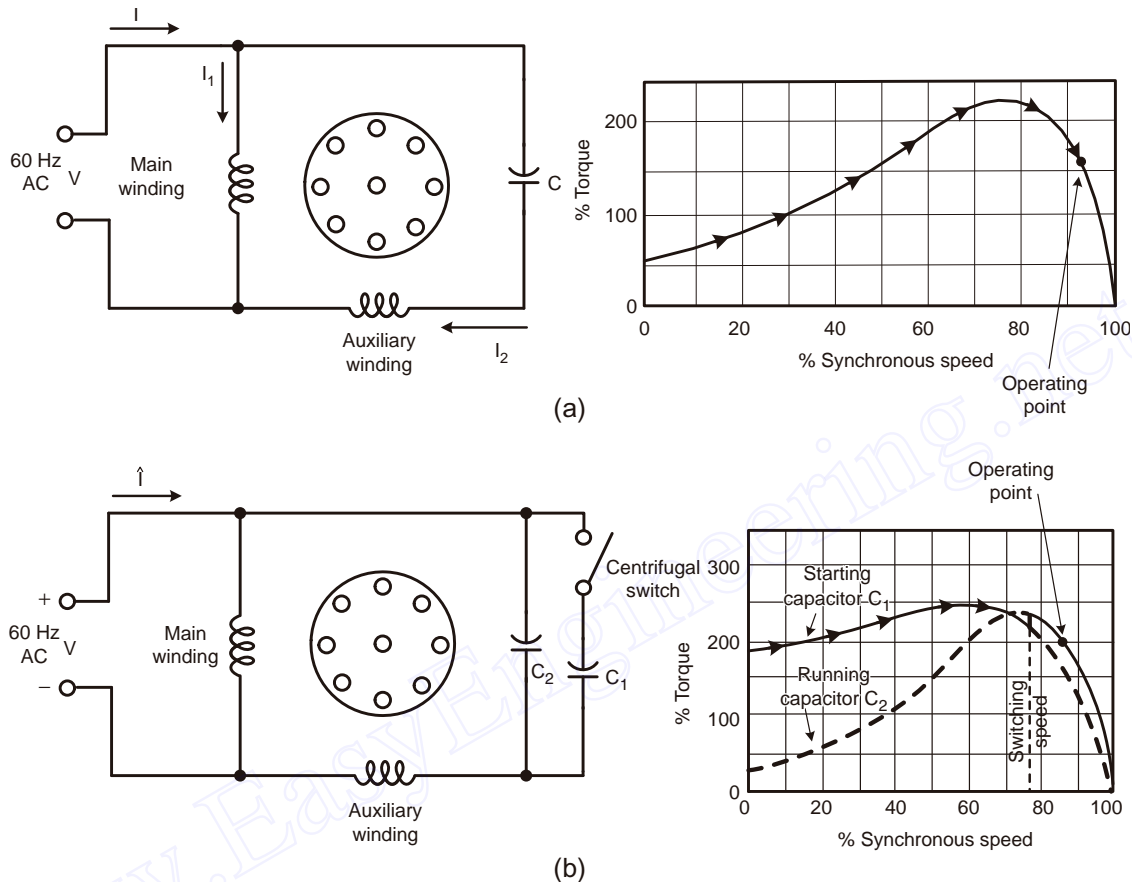 I
I₁
60 Hz
AC V
Main
winding
C
Auxiliary
winding
I₂
% Torque
200
100
0
0 20 40 60 80 100
% Synchronous speed
Operating
point
(a)
Î
+
60 Hz
AC V
−
Main
winding
Centrifugal
switch
C₂
C₁
Auxiliary
winding
Operating
point
% Torque
300
200
100
0
Starting
capacitor C₁
Running
capacitor C₂
Switching
speed
0 20 40 60 80 100
% Synchronous speed
(b)
www.EasyEngineering.net